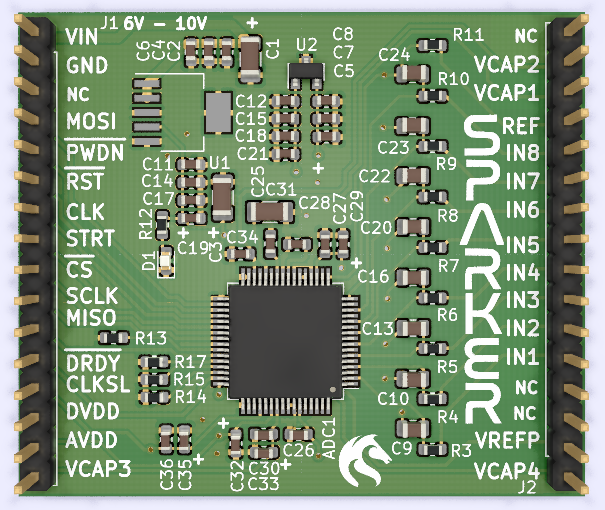 J1 6V - 10V
VIN
GND
NC
MOSI
PWDN
RST
CLK
STRT
CS
SCLK
MISO
DRDY
CLKSL
DVDD
AVDD
VCAP3
C6
C4
C2
C1
U2
C8
C7
C5
C12
C15
C18
C21
C11
C14
C17
U1
R12
C19
C3
C25
C31
C28
C27
C29
C34
D1
R13
R17
R15
R14
C36
C35
C32
C30
C33
C26
ADC1
R11
C24
R10
C23
R9
C22
R8
C20
R7
C16
R6
C13
R5
C10
R4
C9
R3
SPARKER
NC
VCAP2
VCAP1
REF
IN8
IN7
IN6
IN5
IN4
IN3
IN2
IN1
NC
NC
VREFP
VCAP4
J2